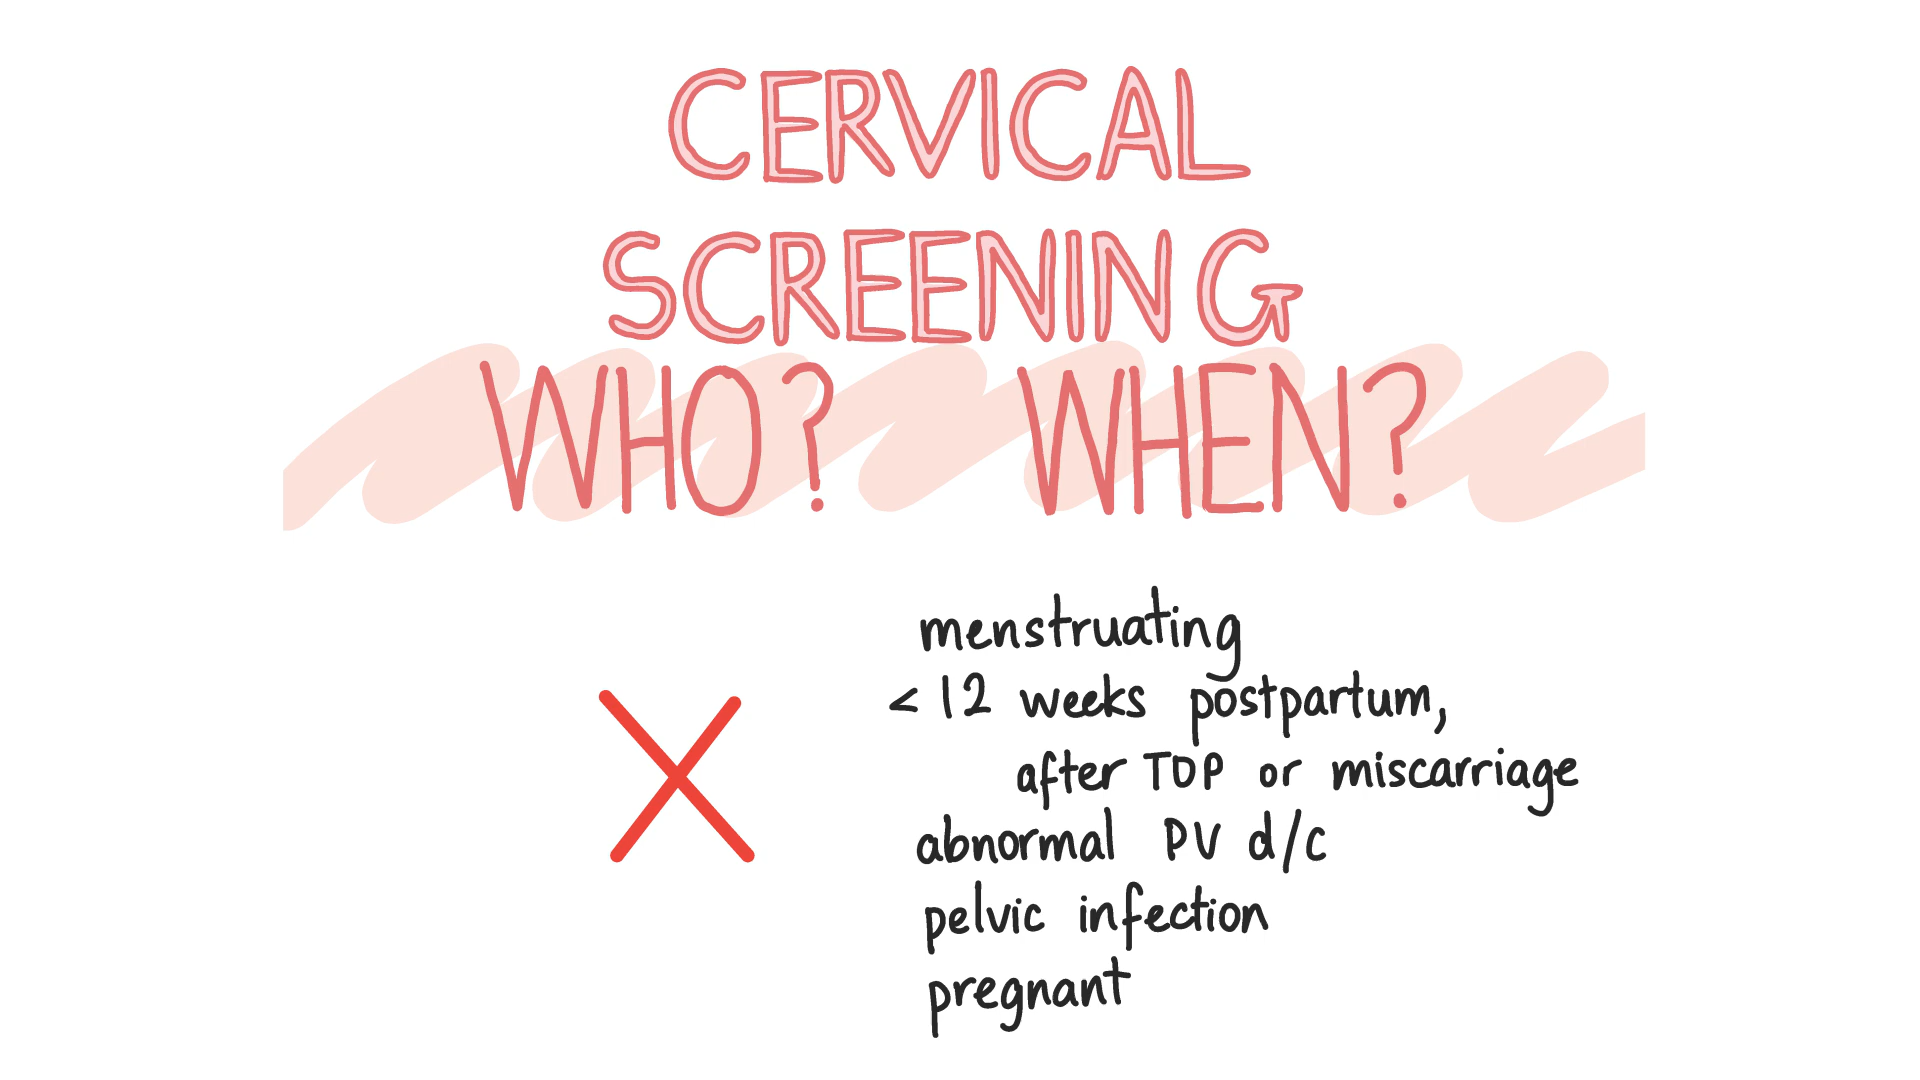 CERVICAL
SCREENING
WHO? WHEN?
menstruating
< 12 weeks postpartum,
after TOP or miscarriage
abnormal PV d/c
pelvic infection
pregnant